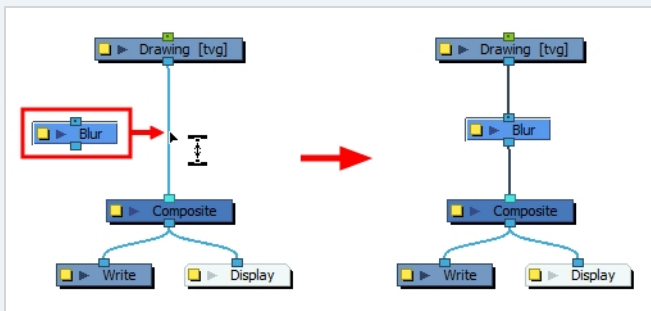 Drawing [tvg]
Drawing [tvg]
Blur
Blur
Composite
Composite
Write
Display
Write
Display